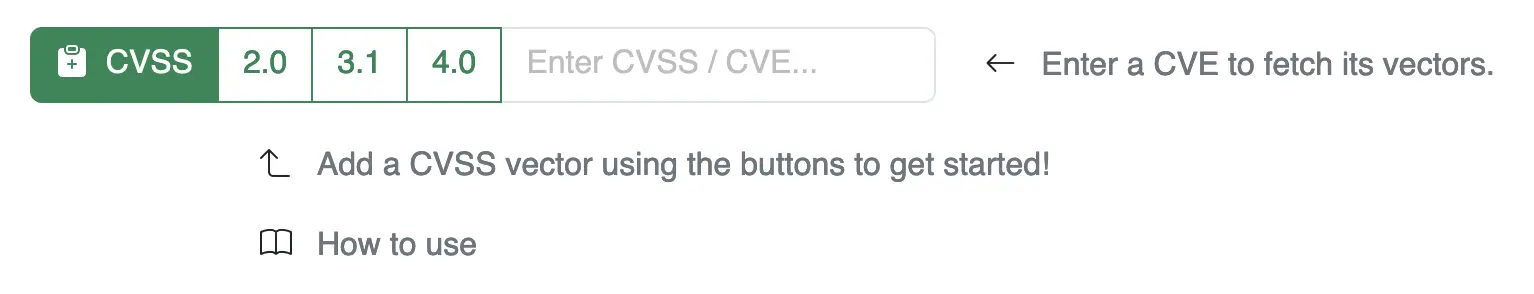 CVSS 2.0 3.1 4.0 Enter CVSS / CVE... Enter a CVE to fetch its vectors.
Add a CVSS vector using the buttons to get started!
How to use